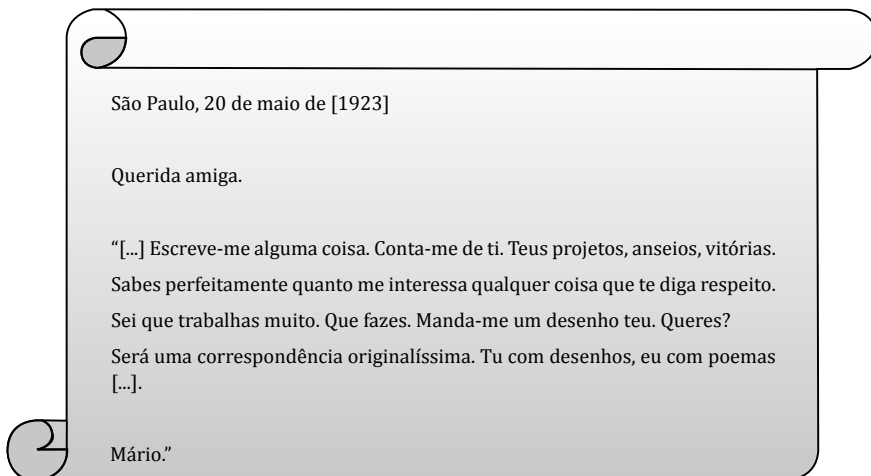 São Paulo, 20 de maio de [1923]
Querida amiga.
“[...] Escreve-me alguma coisa. Conta-me de ti. Teus projetos, anseios, vitórias.
Sabes perfeitamente quanto me interessa qualquer coisa que te diga respeito.
Sei que trabalhas muito. Que fazes. Manda-me um desenho teu. Queres?
Será uma correspondência originalíssima. Tu com desenhos, eu com poemas
[...].
Mário.”